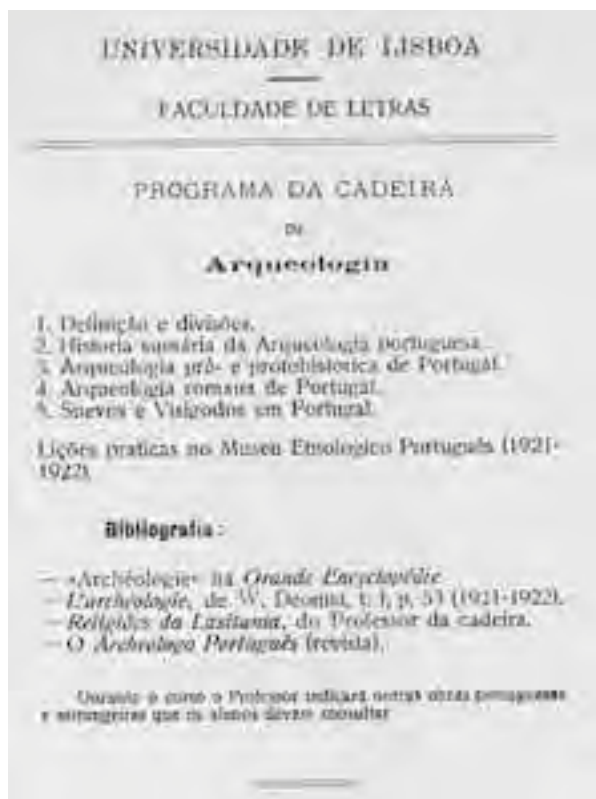 UNIVERSIDADE DE LISBOA
FACULDADE DE LETRAS
PROGRAMA DA CADEIRA
DE
Arqueologia
1. Definição e divisões.
2. Historia sumária da Arqueologia portuguesa.
3. Arqueologia pré- e protohistorica de Portugal.
4. Arqueologia romana de Portugal.
5. Suevos e Visigodos em Portugal.
Lições praticas no Museu Etnologico Português (1921-
1922).
Bibliografia:
— «Archéologie» na Grande Encyclopédie
— L'archéologie, de W. Deonna, t. I, p. 53 (1921-1922).
— Religiões da Lusitania, do Professor da cadeira.
— O Archeologo Português (revista).
Durante o curso o Professor indicará outras obras portuguesas
e estrangeiras que os alunos devam consultar